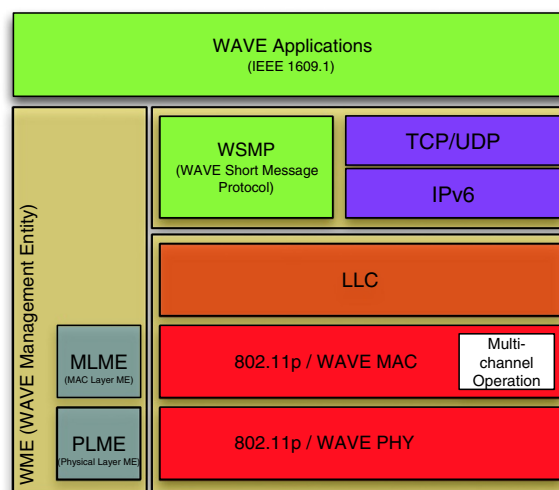 WAVE Applications
(IEEE 1609.1)
WME (WAVE Management Entity)
WSMP
(WAVE Short Message
Protocol)
TCP/UDP
IPv6
LLC
MLME
(MAC Layer ME)
802.11p / WAVE MAC
Multi-
channel
Operation
PLME
(Physical Layer ME)
802.11p / WAVE PHY